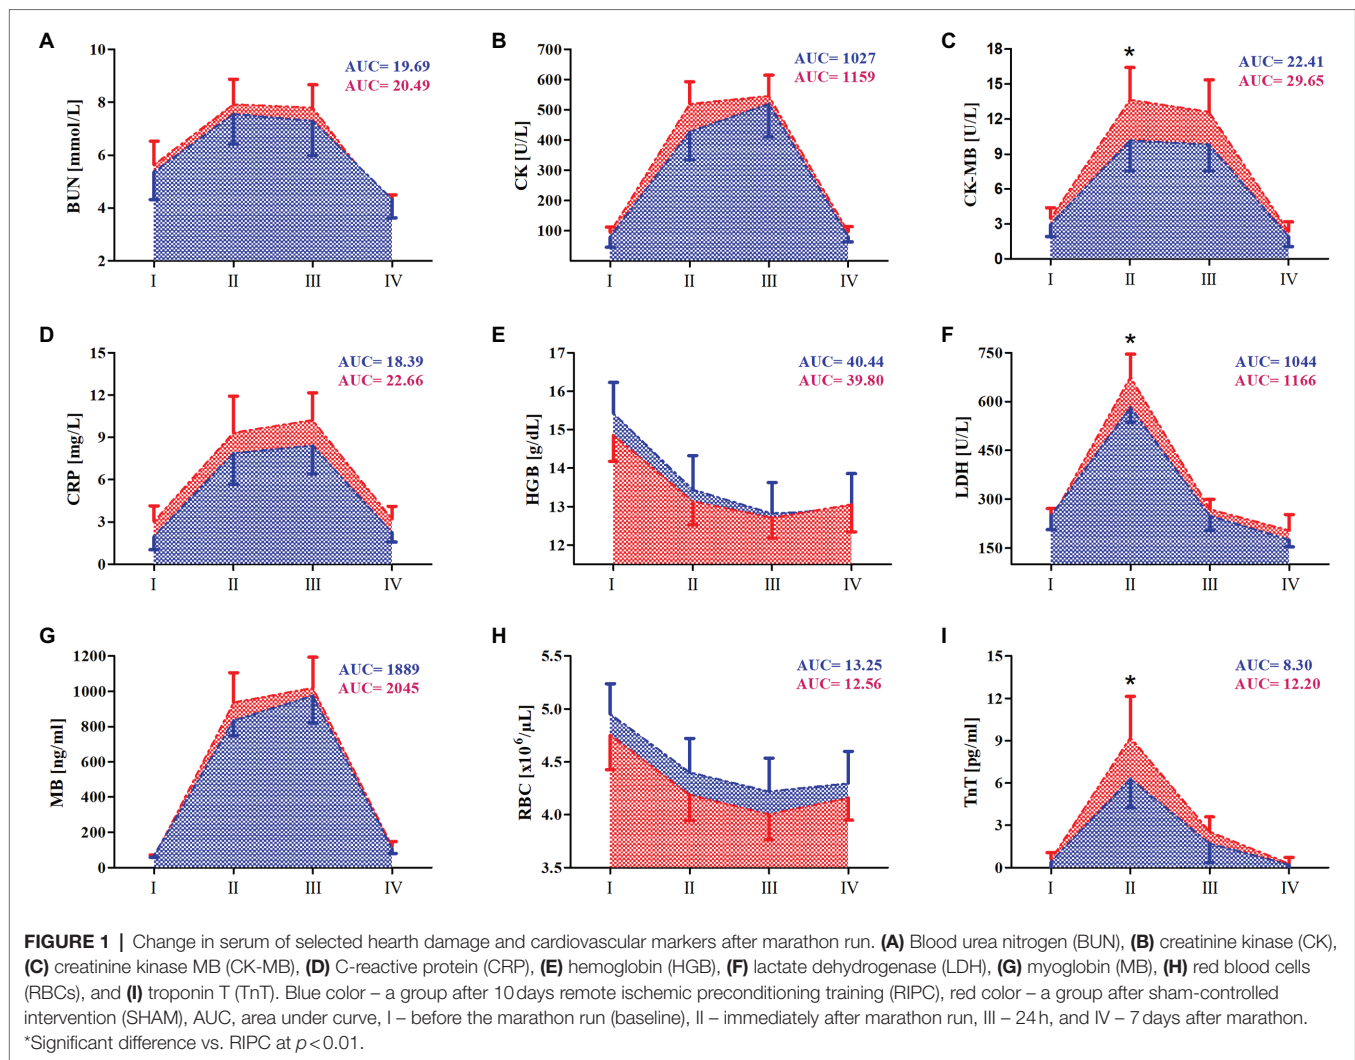 A
BUN [mmol/L]
10
8
6
4
2
I II III IV
AUC= 19.69
AUC= 20.49
B
CK [U/L]
700
600
500
400
300
200
100
I II III IV
AUC= 1027
AUC= 1159
C
CK-MB [U/L]
18
15
12
9
6
3
0
*
I II III IV
AUC= 22.41
AUC= 29.65
D
CRP [mg/L]
15
12
9
6
3
0
I II III IV
AUC= 18.39
AUC= 22.66
E
HGB [g/dL]
17
16
15
14
13
12
I II III IV
AUC= 40.44
AUC= 39.80
F
LDH [U/L]
750
600
450
300
150
*
I II III IV
AUC= 1044
AUC= 1166
G
MB [ng/ml]
1200
1000
800
600
400
200
0
I II III IV
AUC= 1889
AUC= 2045
H
RBC [x10⁶/µL]
5.5
5.0
4.5
4.0
3.5
I II III IV
AUC= 13.25
AUC= 12.56
I
TnT [pg/ml]
15
12
9
6
3
0
*
I II III IV
AUC= 8.30
AUC= 12.20
FIGURE 1 | Change in serum of selected hearth damage and cardiovascular markers after marathon run. (A) Blood urea nitrogen (BUN), (B) creatinine kinase (CK),
(C) creatinine kinase MB (CK-MB), (D) C-reactive protein (CRP), (E) hemoglobin (HGB), (F) lactate dehydrogenase (LDH), (G) myoglobin (MB), (H) red blood cells
(RBCs), and (I) troponin T (TnT). Blue color – a group after 10 days remote ischemic preconditioning training (RIPC), red color – a group after sham-controlled
intervention (SHAM), AUC, area under curve, I – before the marathon run (baseline), II – immediately after marathon run, III – 24 h, and IV – 7 days after marathon.
*Significant difference vs. RIPC at p < 0.01.